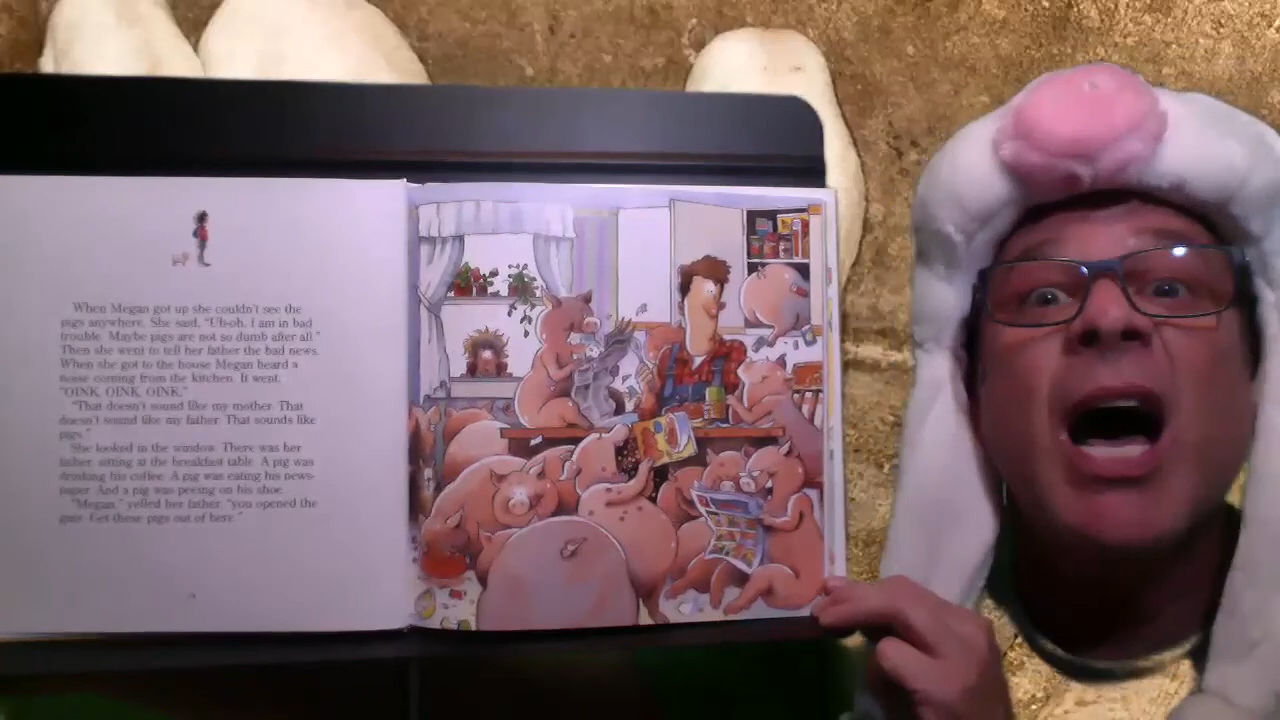 When Megan got up she couldn't see the
pigs anywhere. She said, "Uh-oh. I am in bad
trouble. Maybe pigs are not so dumb after all."
Then she went to tell her father the bad news.
When she got to the house Megan heard a
noise coming from the kitchen. It went,
"OINK, OINK, OINK."
"That doesn't sound like my mother. That
doesn't sound like my father. That sounds like
pigs."
She looked in the window. There was her
father, sitting at the breakfast table. A pig was
drinking his coffee. A pig was eating his news-
paper. And a pig was peeing on his shoe.
"Megan," yelled her father, "you opened the
gate. Get these pigs out of here."